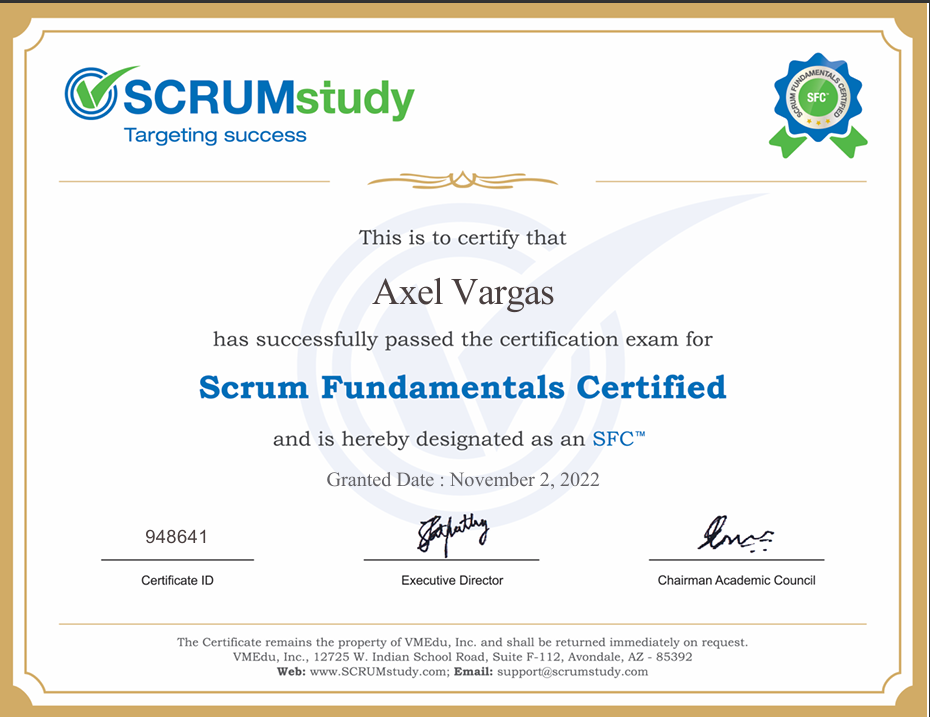 SCRUMstudy
Targeting success
SCRUM FUNDAMENTALS CERTIFIED
SFC™
This is to certify that
Axel Vargas
has successfully passed the certification exam for
Scrum Fundamentals Certified
and is hereby designated as an SFC™
Granted Date : November 2, 2022
948641
Certificate ID
Executive Director
Chairman Academic Council
The Certificate remains the property of VMEdu, Inc. and shall be returned immediately on request.
VMEdu, Inc., 12725 W. Indian School Road, Suite F-112, Avondale, AZ - 85392
Web: www.SCRUMstudy.com; Email: support@scrumstudy.com